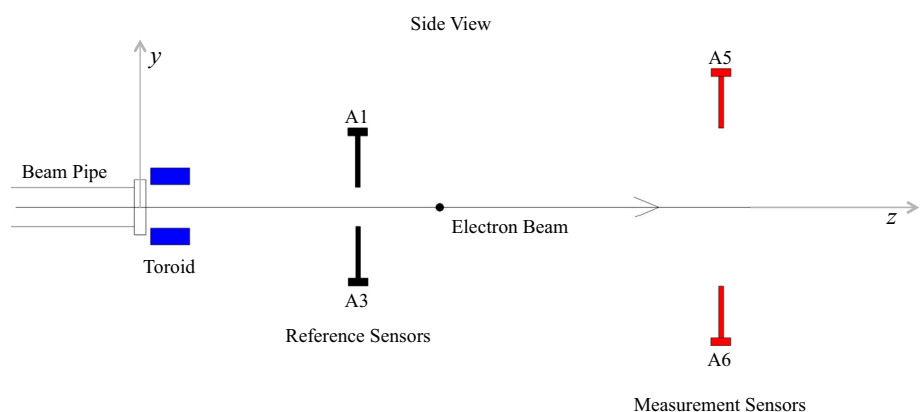 Side View
y
A5
A1
Beam Pipe
Electron Beam
z
Toroid
A3
Reference Sensors
A6
Measurement Sensors